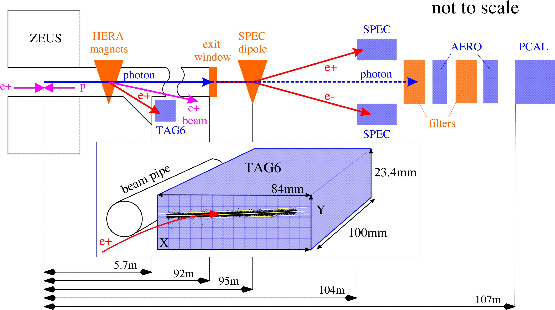 not to scale
ZEUS
HERA
magnets
exit
window
SPEC
dipole
SPEC
AERO
PCAL
photon
e+
photon
e+
p
e+
e+
beam
e-
TAG6
SPEC
filters
beam pipe
TAG6
84mm
23,4mm
Y
100mm
e+
X
5.7m
92m
95m
104m
107m